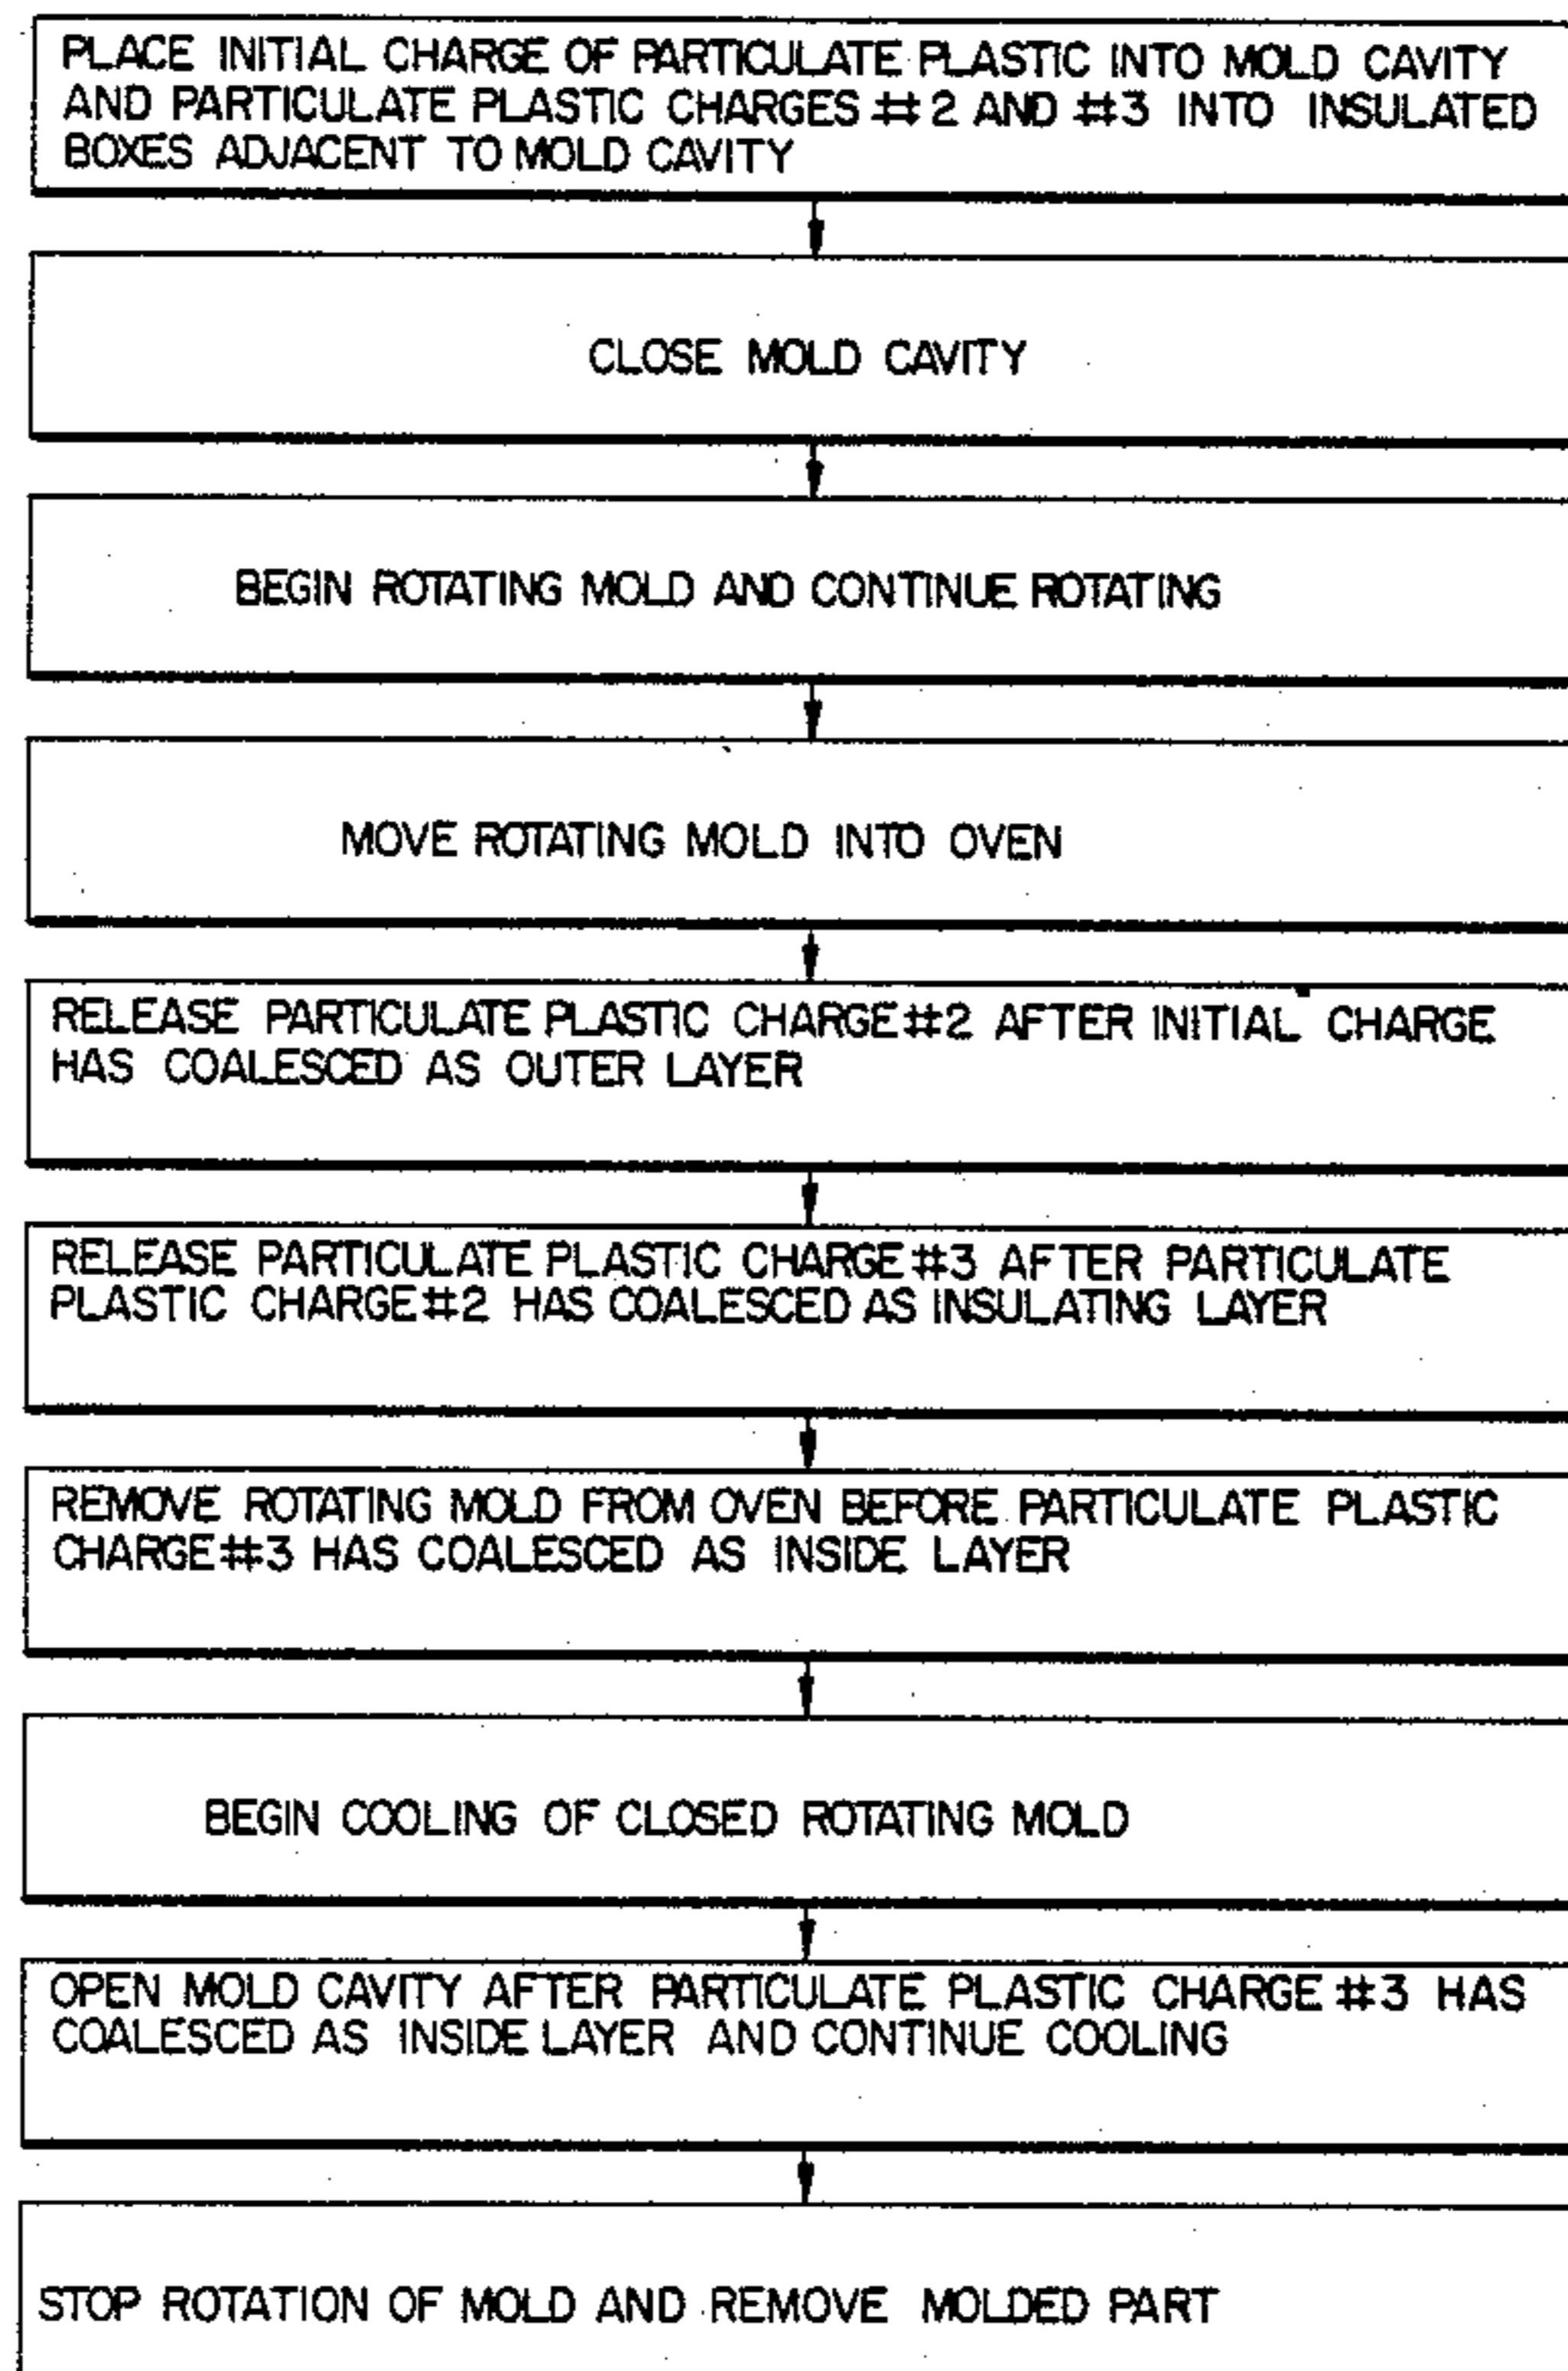 PLACE INITIAL CHARGE OF PARTICULATE PLASTIC INTO MOLD CAVITY
AND PARTICULATE PLASTIC CHARGES #2 AND #3 INTO INSULATED
BOXES ADJACENT TO MOLD CAVITY
CLOSE MOLD CAVITY
BEGIN ROTATING MOLD AND CONTINUE ROTATING
MOVE ROTATING MOLD INTO OVEN
RELEASE PARTICULATE PLASTIC CHARGE #2 AFTER INITIAL CHARGE
HAS COALESCED AS OUTER LAYER
RELEASE PARTICULATE PLASTIC CHARGE #3 AFTER PARTICULATE
PLASTIC CHARGE #2 HAS COALESCED AS INSULATING LAYER
REMOVE ROTATING MOLD FROM OVEN BEFORE PARTICULATE PLASTIC
CHARGE #3 HAS COALESCED AS INSIDE LAYER
BEGIN COOLING OF CLOSED ROTATING MOLD
OPEN MOLD CAVITY AFTER PARTICULATE PLASTIC CHARGE #3 HAS
COALESCED AS INSIDE LAYER AND CONTINUE COOLING
STOP ROTATION OF MOLD AND REMOVE MOLDED PART